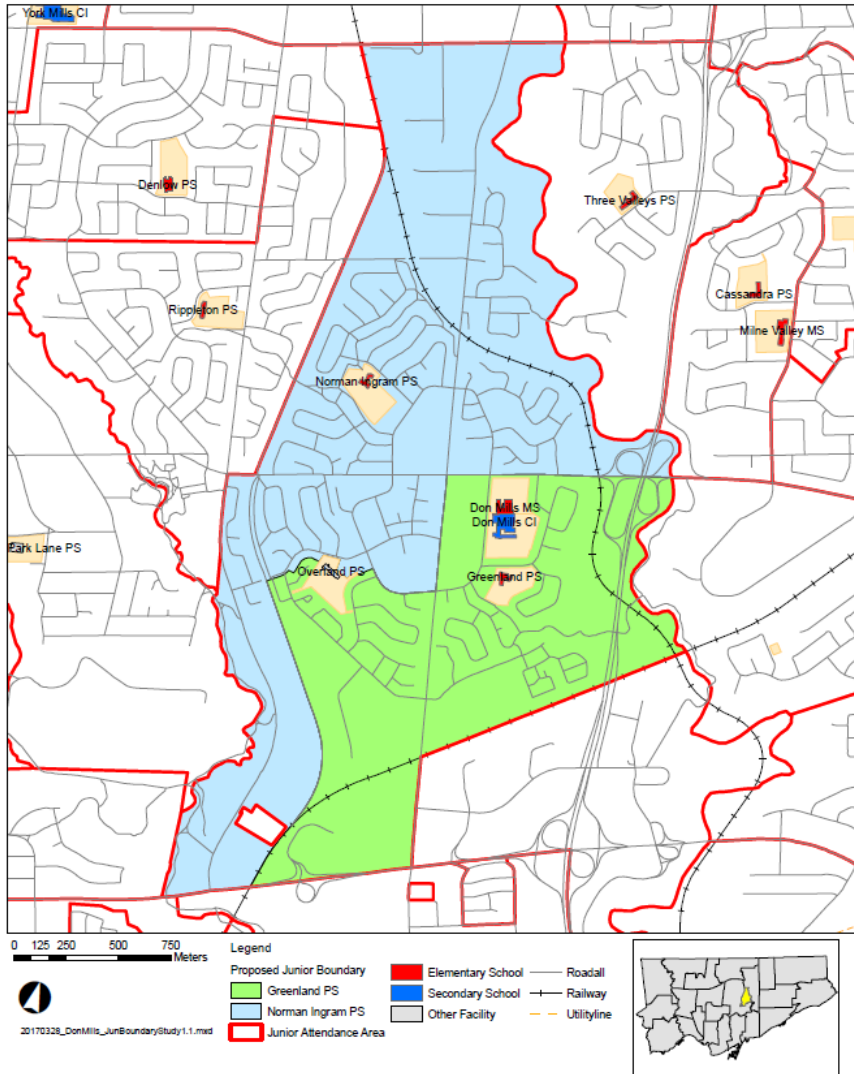 York Mills CI
Denlow PS
Three Valleys PS
Cassandra PS
Rippleton PS
Milne Valley MS
Norman Ingram PS
Don Mills MS
Don Mills CI
Park Lane PS
Overland PS
Greenland PS
0 125 250 500 750
Meters
Legend
Proposed Junior Boundary
Greenland PS
Norman Ingram PS
Junior Attendance Area
Elementary School
Secondary School
Other Facility
Roadall
Railway
Utilityline
20170328_DonMills_JunBoundaryStudy1.1.mxd